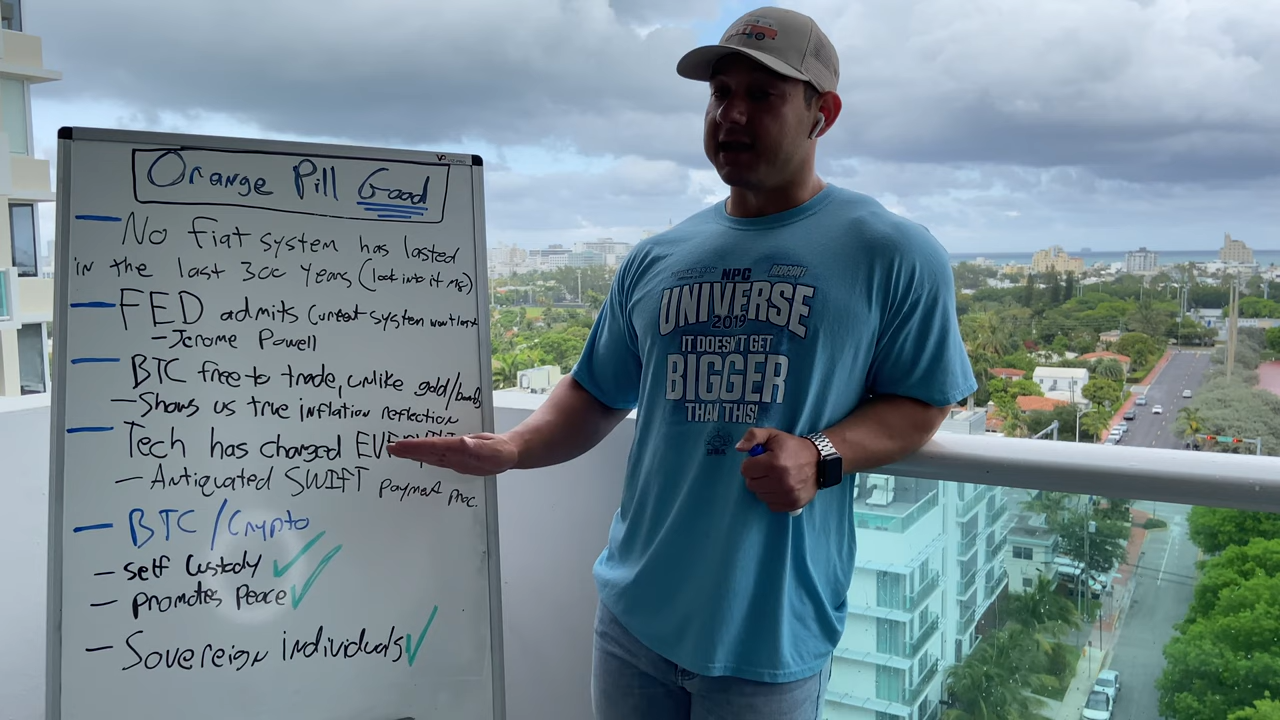 Orange Pill Good
— No fiat system has lasted
in the last 300 years (look into it
— FED admits current system won't last
- Jerome Powell
— BTC free to trade, unlike gold/bonds
- Shows us true inflation reflection
— Tech has changed
- Antiquated SWIFT payment proc.
— BTC/Crypto
- self custody ✓
- promotes peace ✓
- Sovereign individuals ✓
NPC
UNIVERSE
2019
IT DOESN'T GET
BIGGER
THAN THIS!